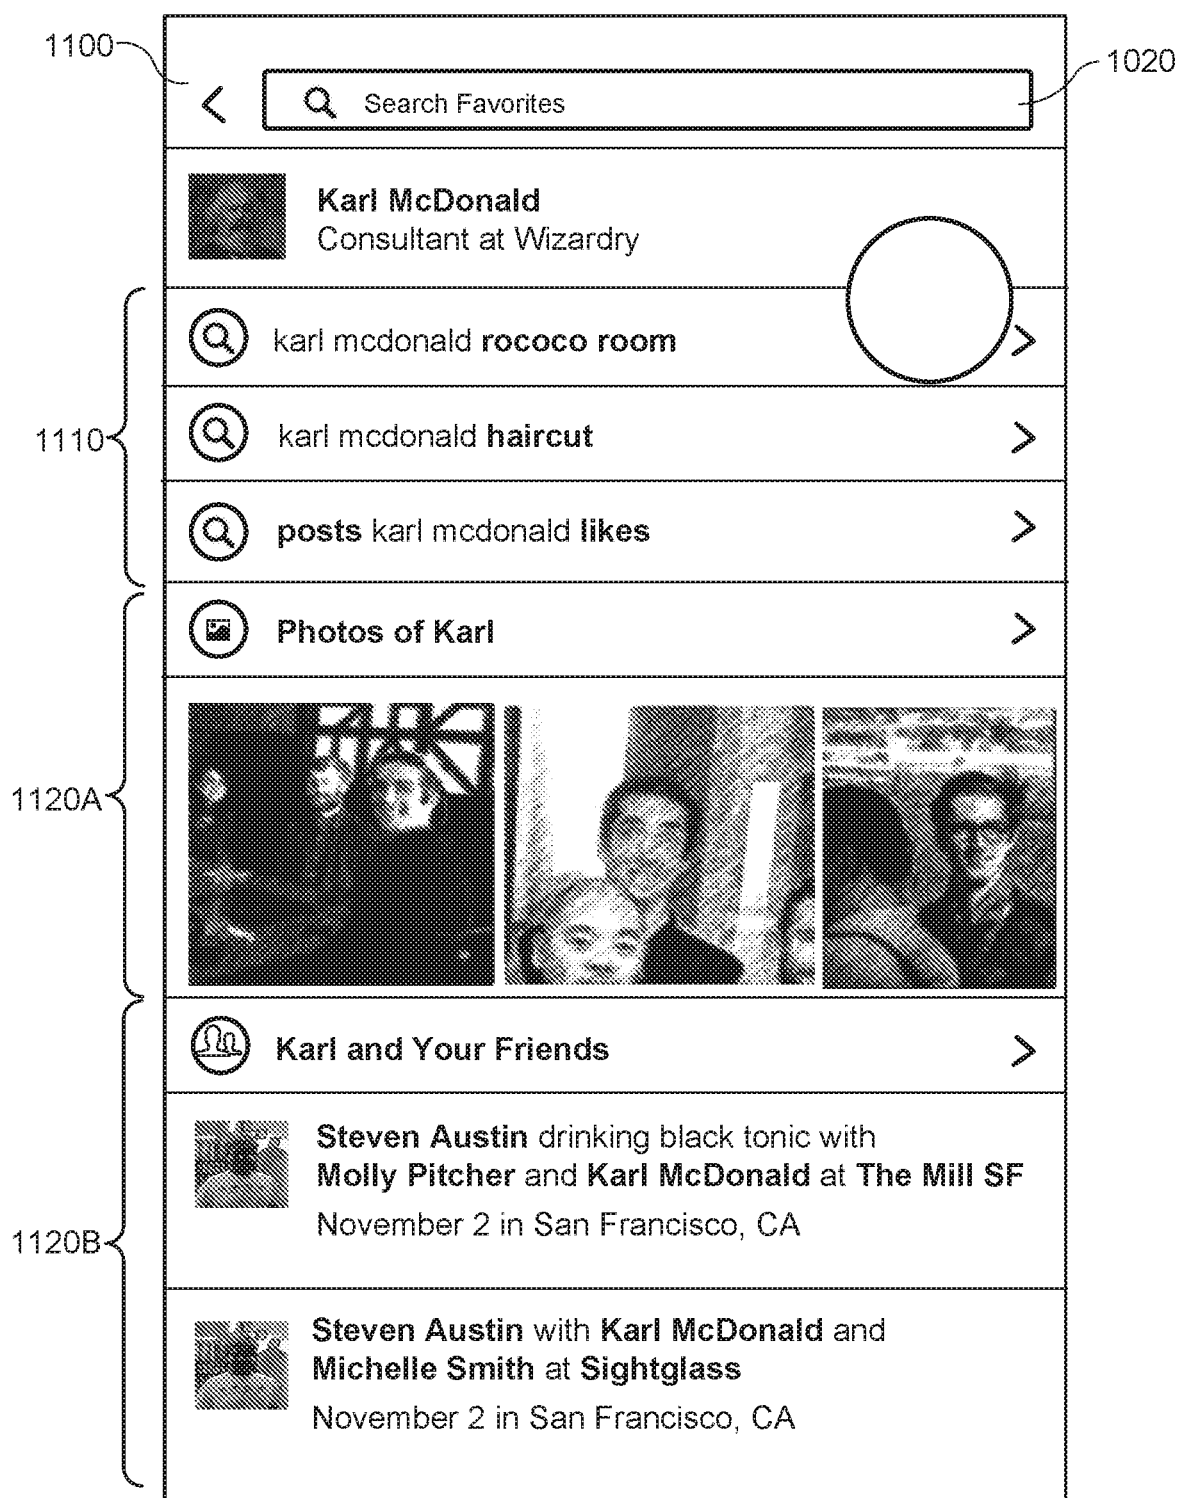 1100
1020
Search Favorites
Karl McDonald
Consultant at Wizardry
1110
karl mcdonald rococo room
karl mcdonald haircut
posts karl mcdonald likes
1120A
Photos of Karl
1120B
Karl and Your Friends
Steven Austin drinking black tonic with
Molly Pitcher and Karl McDonald at The Mill SF
November 2 in San Francisco, CA
Steven Austin with Karl McDonald and
Michelle Smith at Sightglass
November 2 in San Francisco, CA